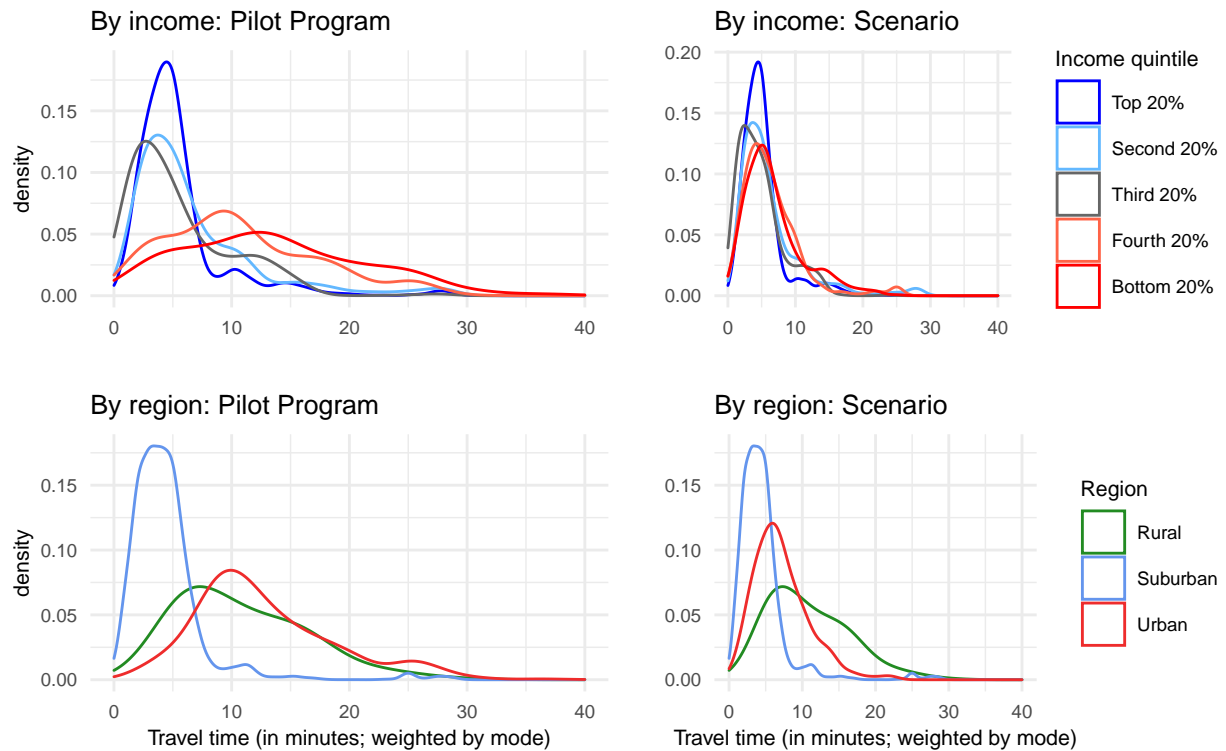 By income: Pilot Program
By income: Scenario
density
0.15
0.10
0.05
0.00
0
10
20
30
40
0.20
0.15
0.10
0.05
0.00
0
10
20
30
40
Income quintile
Top 20%
Second 20%
Third 20%
Fourth 20%
Bottom 20%
By region: Pilot Program
By region: Scenario
density
0.15
0.10
0.05
0.00
0
10
20
30
40
Travel time (in minutes; weighted by mode)
0.15
0.10
0.05
0.00
0
10
20
30
40
Travel time (in minutes; weighted by mode)
Region
Rural
Suburban
Urban